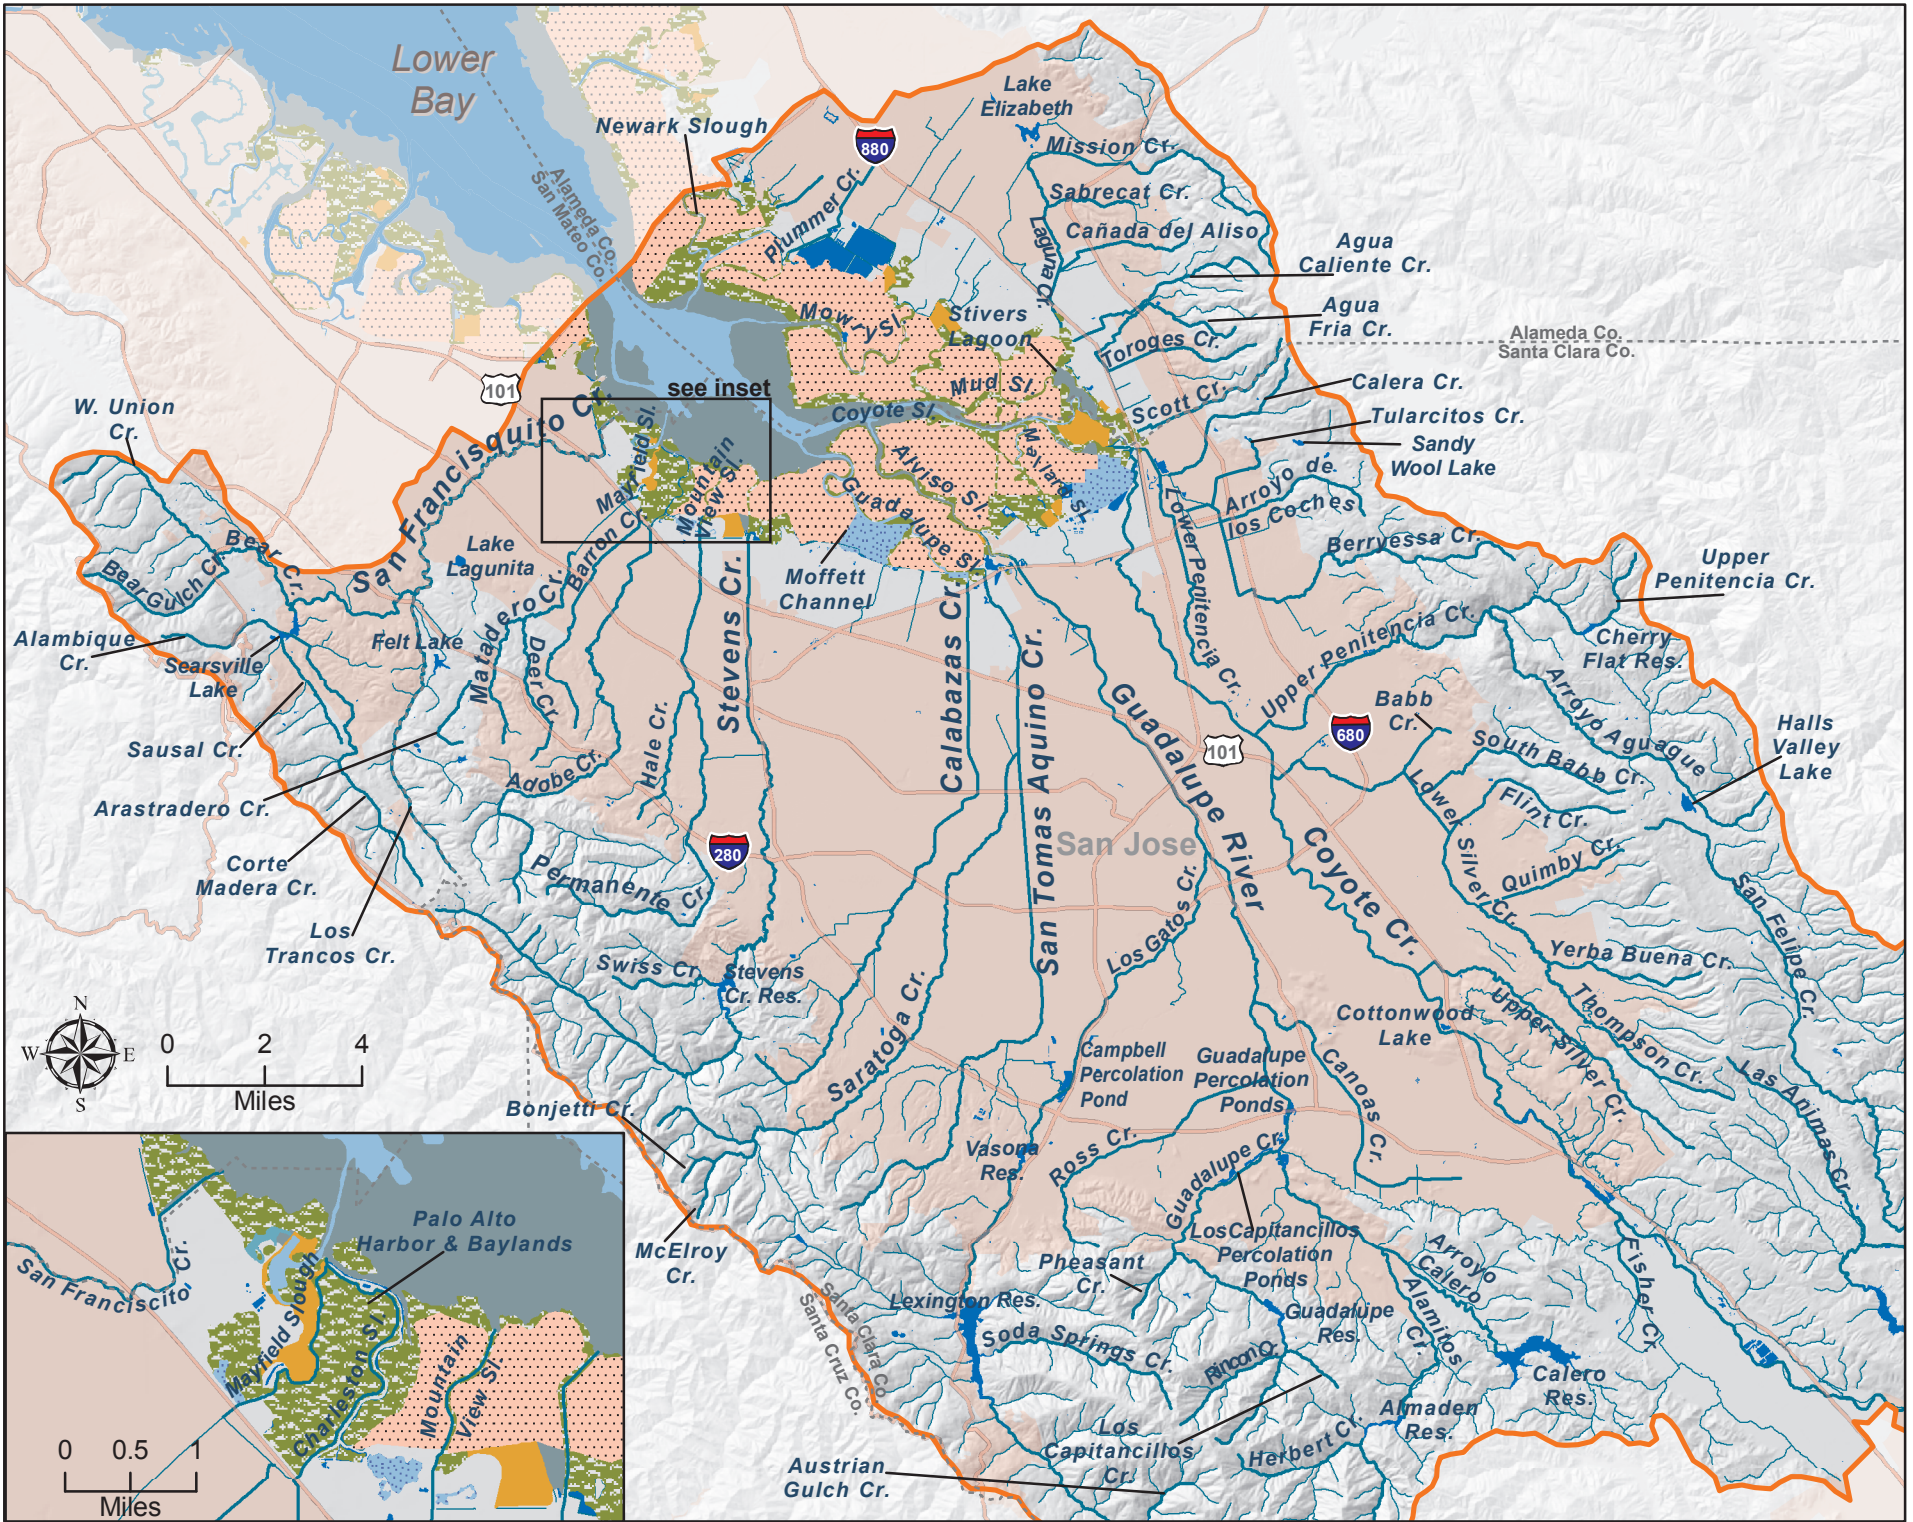 Lower
Bay
Newark Slough
880
Lake
Elizabeth
Mission Cr.
Sabrecat Cr.
Cañada del Aliso
Laguna Cr.
Plummer Cr.
Alameda Co.
San Mateo Co.
Agua
Caliente Cr.
Agua
Fria Cr.
Alameda Co.
Santa Clara Co.
Mowry Sl.
Stivers
Lagoon
Toroges Cr.
Mud Sl.
Scott Cr.
Calera Cr.
Tularcitos Cr.
Sandy
Wool Lake
101
see inset
Coyote Sl.
W. Union
Cr.
San Francisquito Cr.
Mayfield Sl.
Mountain
View Sl.
Alviso Sl.
Mallard Sl.
Guadalupe Sl.
Arroyo de
los Coches
Lower Penitencia Cr.
Berryessa Cr.
Upper
Penitencia Cr.
Bear Cr.
Bear Gulch Cr.
Lake
Lagunita
Barron Cr.
Moffett
Channel
Matadero Cr.
Deer Cr.
Stevens Cr.
Calabazas Cr.
San Tomas Aquino Cr.
Alambique
Cr.
Searsville
Lake
Felt Lake
Upper Penitencia Cr.
Cherry
Flat Res.
Arroyo Aguague
Babb
Cr.
680
101
Guadalupe River
South Babb Cr.
Halls
Valley
Lake
Sausal Cr.
Arastradero Cr.
Adobe Cr.
Hale Cr.
Lower Silver Cr.
Flint Cr.
Quimby Cr.
Corte
Madera Cr.
Los
Trancos Cr.
Permanente Cr.
280
San Jose
Coyote Cr.
Los Gatos Cr.
San Felipe Cr.
Yerba Buena Cr.
Swiss Cr.
Stevens
Cr. Res.
Saratoga Cr.
Cottonwood
Lake
Upper Silver Cr.
Thompson Cr.
Las Animas Cr.
N
W
E
S
0 2 4
Miles
Campbell
Percolation
Pond
Guadalupe
Percolation
Ponds
Canoas Cr.
Bonjetti Cr.
Vasona
Res.
Ross Cr.
Guadalupe Cr.
Los Capitancillos
Percolation
Ponds
McElroy
Cr.
Pheasant
Cr.
Arroyo
Calero
Fisher Cr.
Santa Clara Co.
Santa Cruz Co.
Lexington Res.
Soda Springs Cr.
Rincon Cr.
Guadalupe
Res.
Alamitos
Cr.
Calero
Res.
Almaden
Res.
Los
Capitancillos
Cr.
Herbert Cr.
Austrian
Gulch Cr.
Palo Alto
Harbor & Baylands
San Franciscito Cr.
Mayfield Slough
Charleston Sl.
Mountain
View Sl.
0 0.5 1
Miles